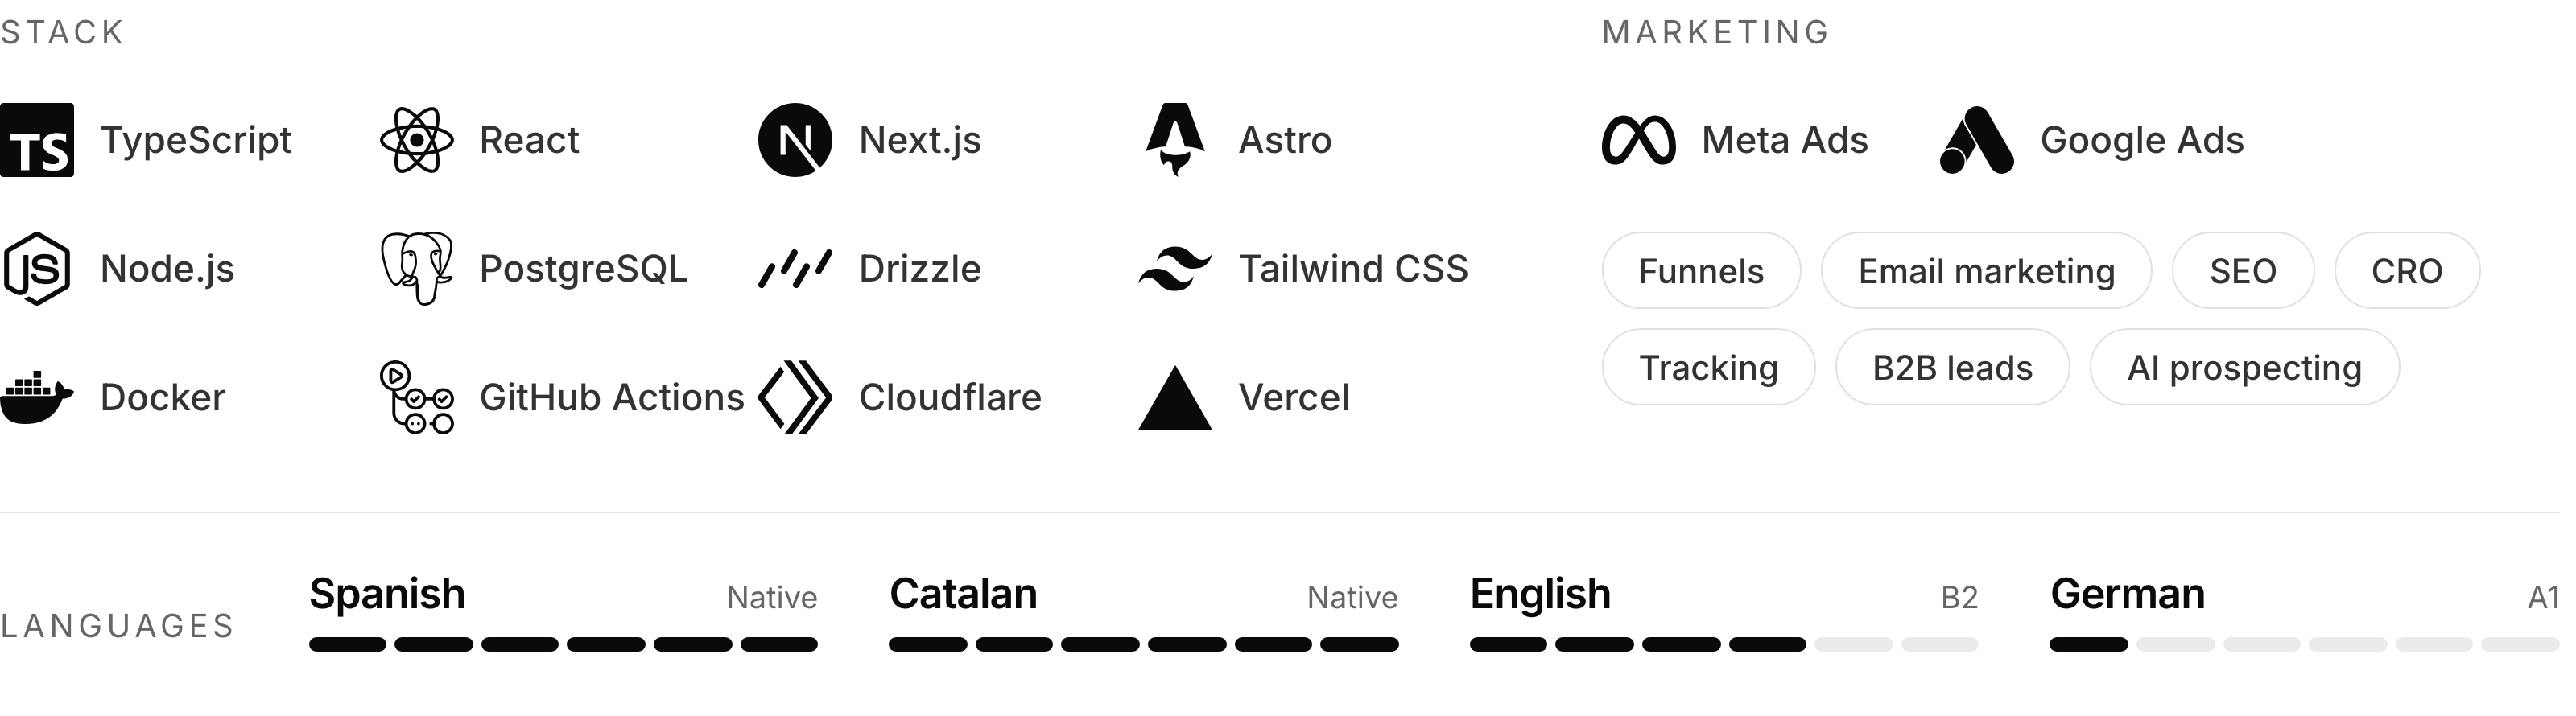 STACK
TS TypeScript React N Next.js Astro
JS Node.js PostgreSQL Drizzle Tailwind CSS
Docker GitHub Actions Cloudflare Vercel
MARKETING
Meta Ads Google Ads
Funnels Email marketing SEO CRO
Tracking B2B leads AI prospecting
LANGUAGES
Spanish Native
Catalan Native
English B2
German A1